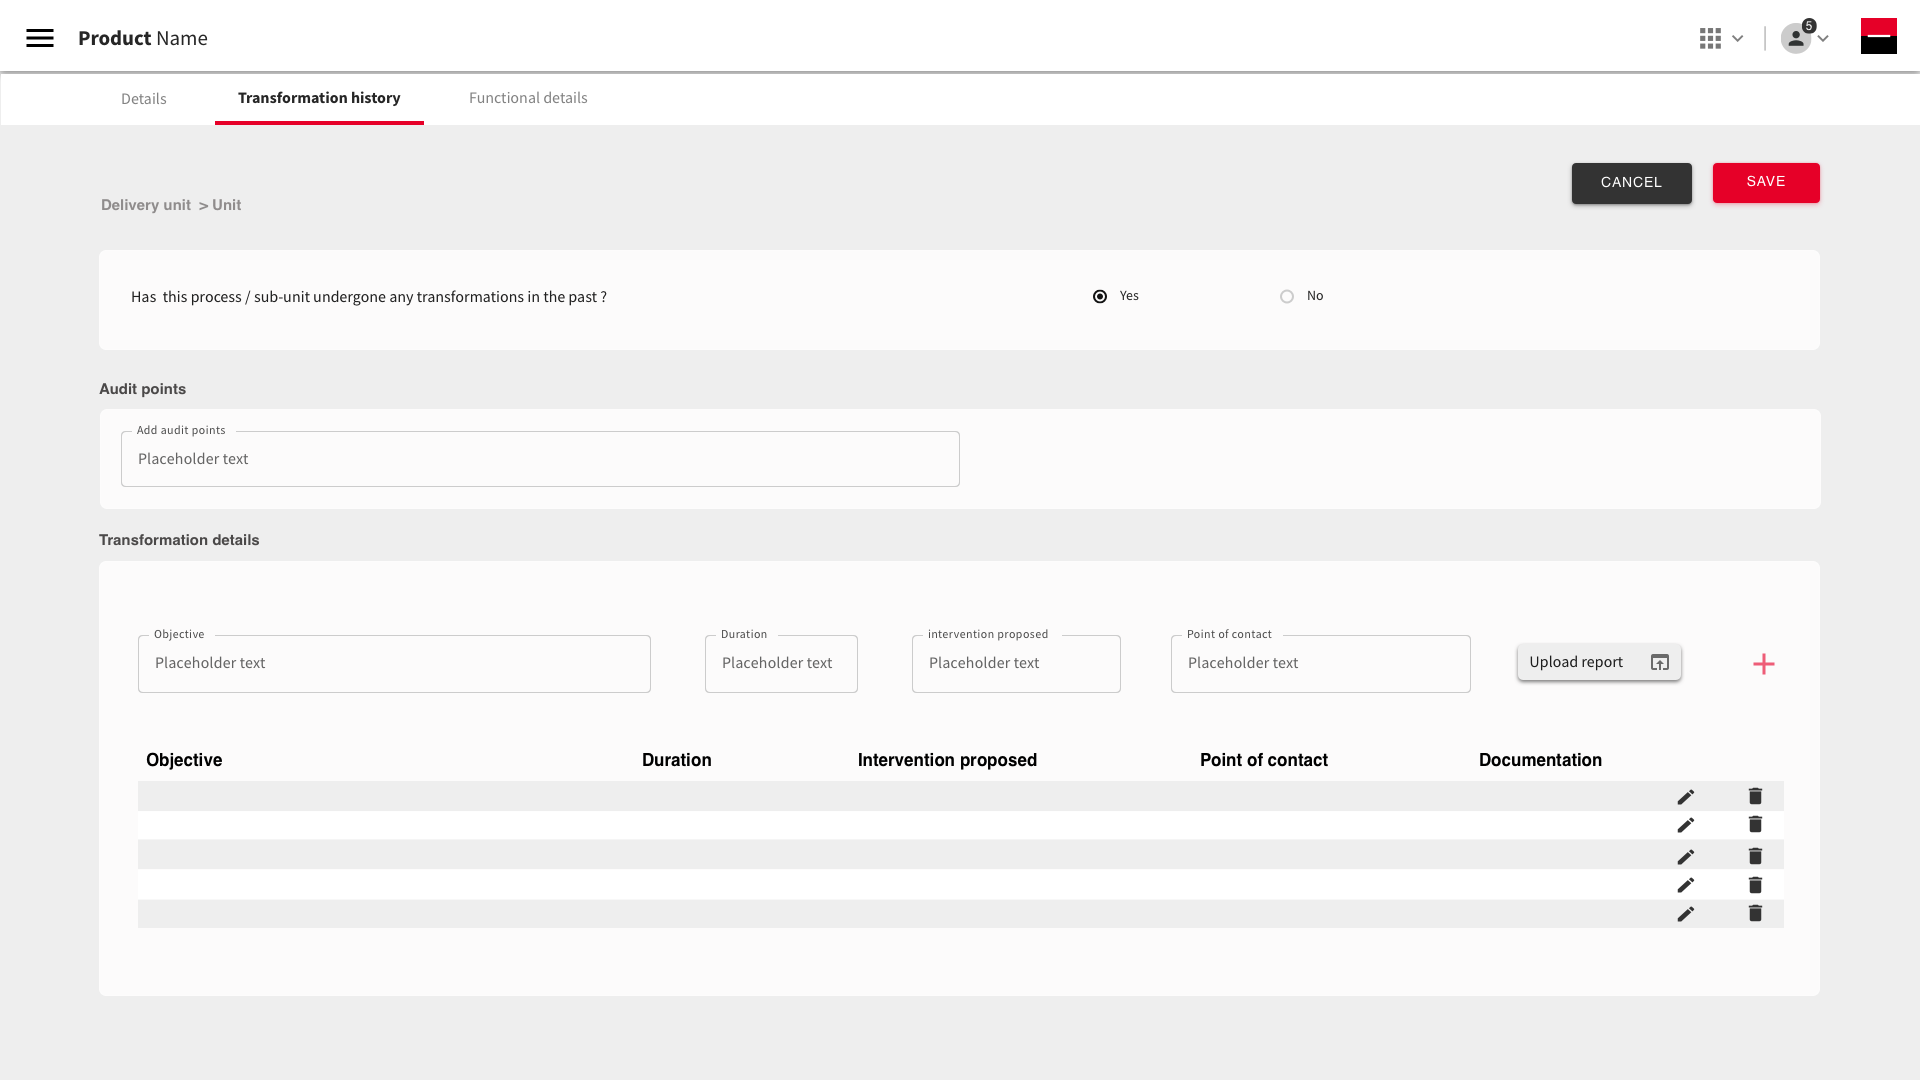 Product Name
5
Details
Transformation history
Functional details
CANCEL
SAVE
Delivery unit > Unit
Has this process / sub-unit undergone any transformations in the past ?
Yes
No
Audit points
Add audit points
Placeholder text
Transformation details
Objective
Duration
intervention proposed
Point of contact
Placeholder text
Placeholder text
Placeholder text
Placeholder text
Upload report
Objective
Duration
Intervention proposed
Point of contact
Documentation